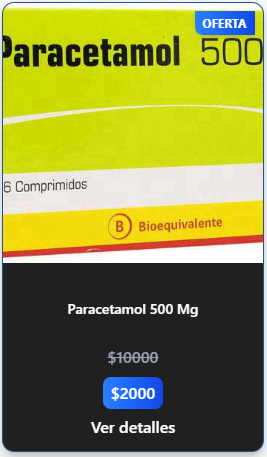 OFERTA
Paracetamol 500
6 Comprimidos
B Bioequivalente
Paracetamol 500 Mg
$10000
$2000
Ver detalles